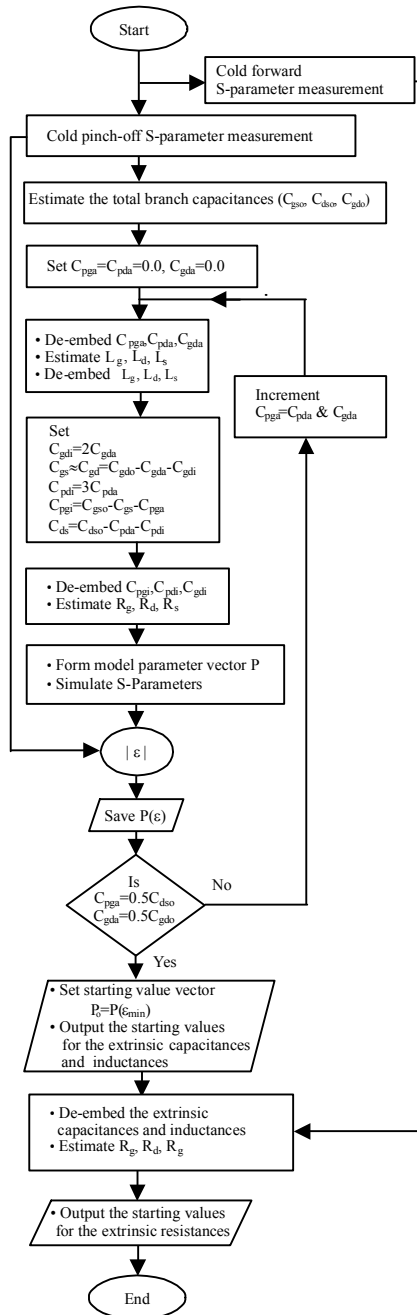 Start
Cold forward
S-parameter measurement
Cold pinch-off S-parameter measurement
Estimate the total branch capacitances (Cgso, Cdso, Cgdo)
Set Cpga=Cpda=0.0, Cgda=0.0
• De-embed Cpga,Cpda,Cgda
• Estimate Lg, Ld, Ls
• De-embed Lg, Ld, Ls
Increment
Cpga=Cpda & Cgda
Set
Cgdi=2Cgda
Cgs≈Cgd=Cgdo-Cgda-Cgdi
Cpdi=3Cpda
Cpgi=Cgso-Cgs-Cpga
Cds=Cdso-Cpda-Cpdi
• De-embed Cpgi,Cpdi,Cgdi
• Estimate Rg, Rd, Rs
• Form model parameter vector P
• Simulate S-Parameters
| ε |
Save P(ε)
Is
Cpga=0.5Cdso
Cgda=0.5Cgdo
No
Yes
• Set starting value vector
Po=P(εmin)
• Output the starting values
for the extrinsic capacitances
and inductances
• De-embed the extrinsic
capacitances and inductances
• Estimate Rg, Rd, Rg
• Output the starting values
for the extrinsic resistances
End